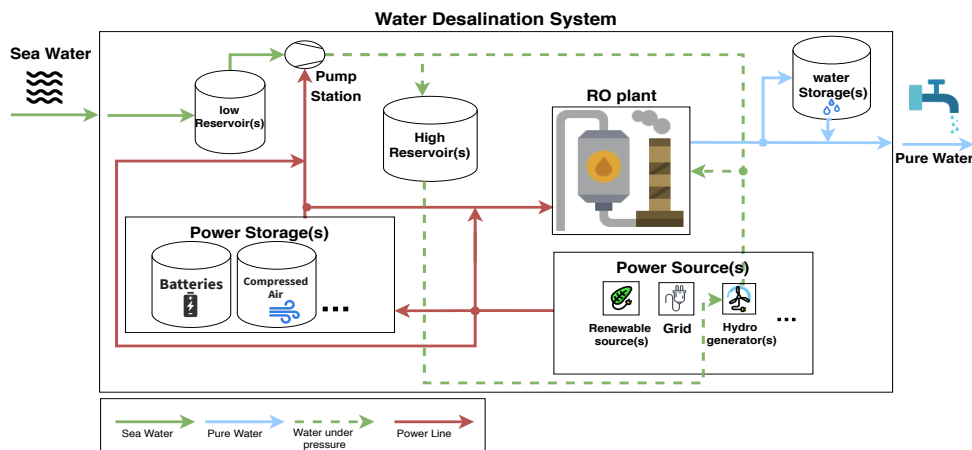 Water Desalination System
Sea Water
Pump
Station
low
Reservoir(s)
High
Reservoir(s)
RO plant
water
Storage(s)
Pure Water
Power Storage(s)
Batteries
Compressed
Air
...
Power Source(s)
Renewable
source(s)
Grid
Hydro
generator(s)
...
Sea Water
Pure Water
Water under
pressure
Power Line